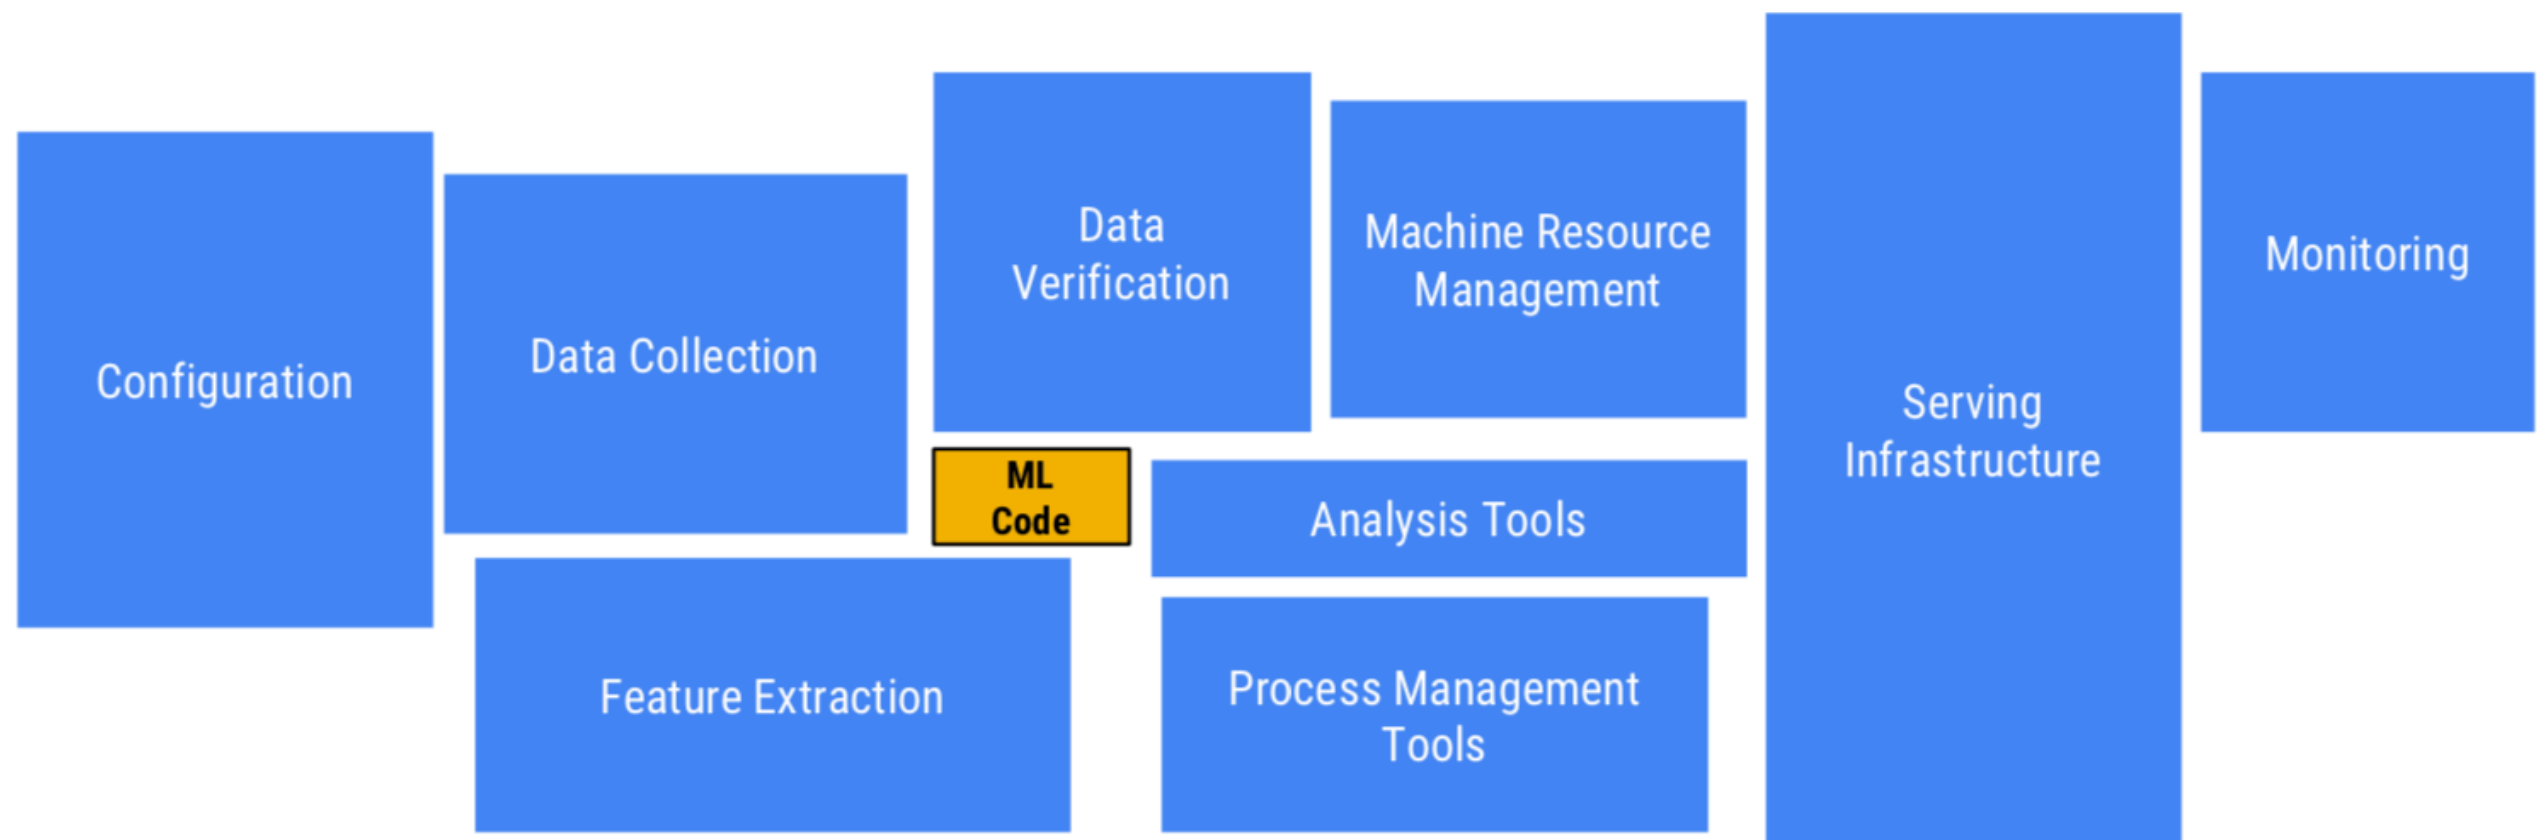 Configuration
Data Collection
Data
Verification
Machine Resource
Management
Serving
Infrastructure
Monitoring
ML
Code
Analysis Tools
Feature Extraction
Process Management
Tools